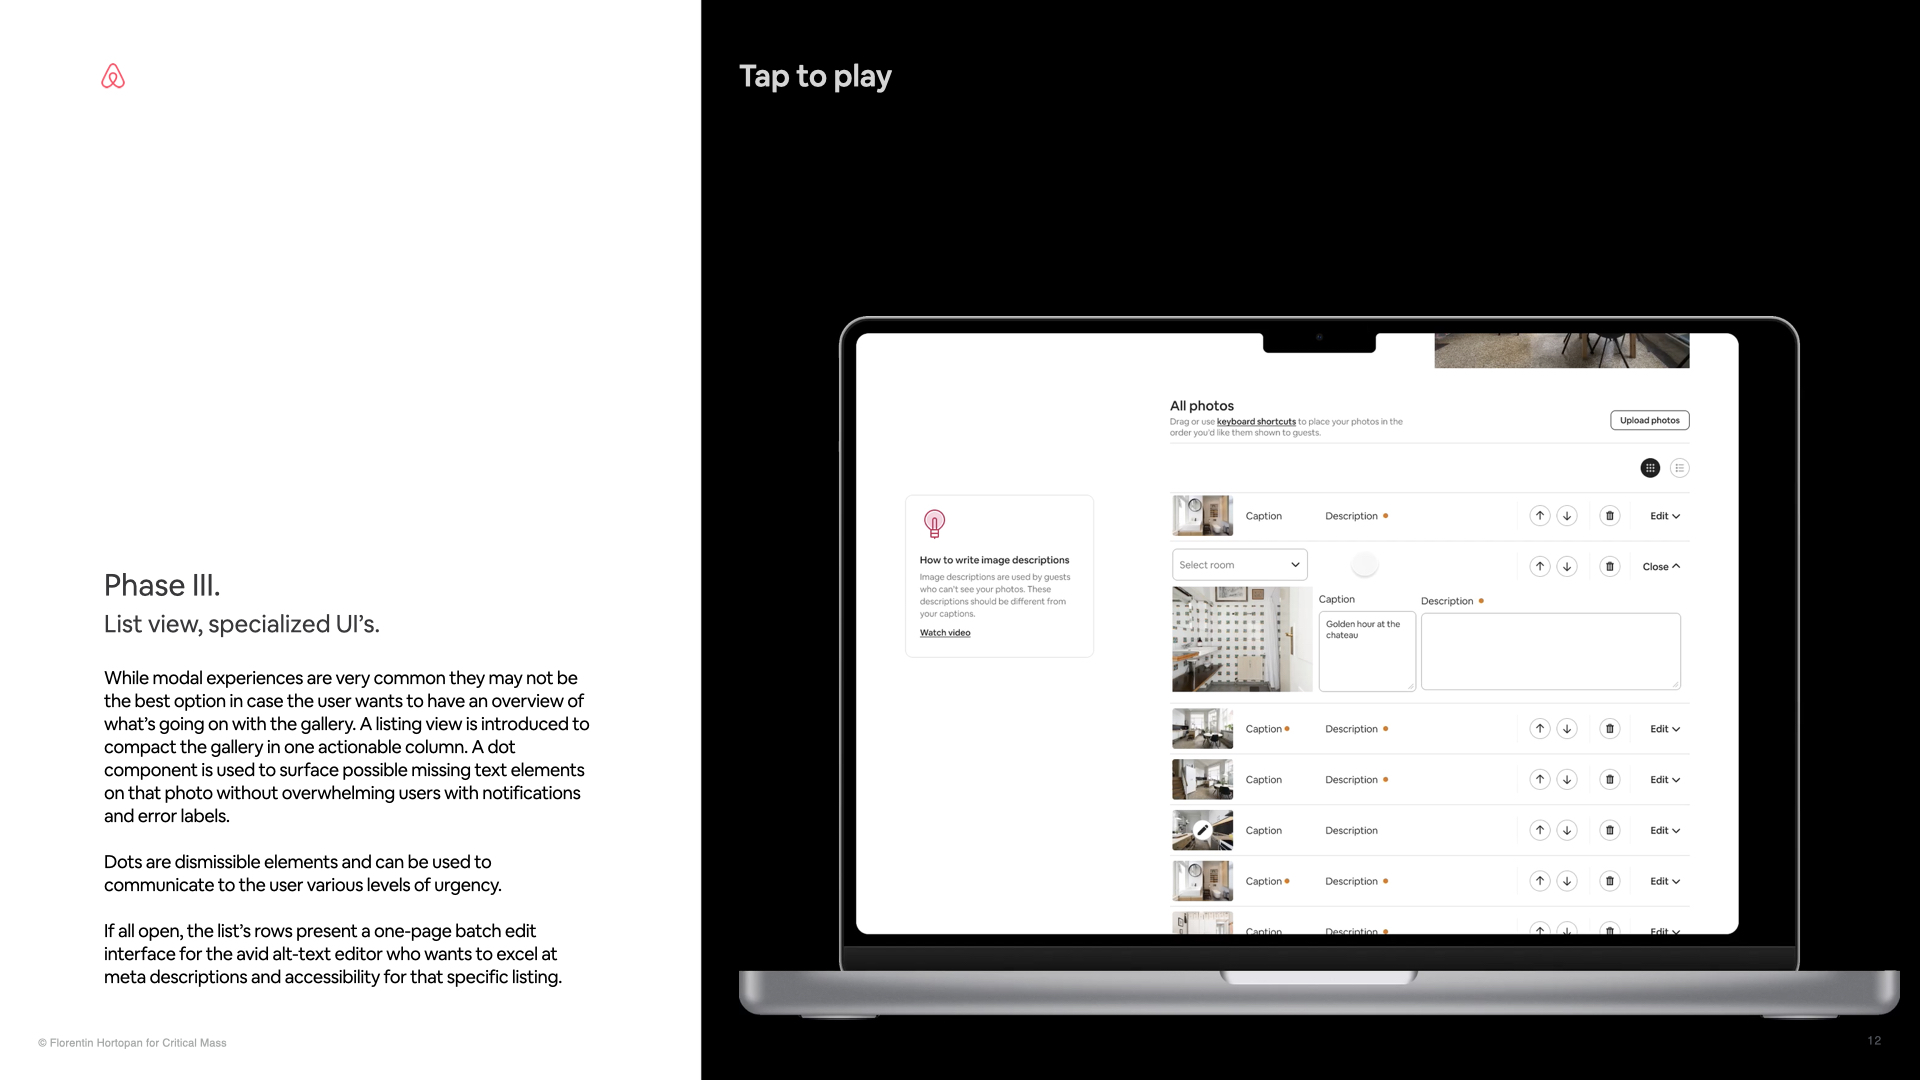 Tap to play
Phase III.
List view, specialized UI’s.
While modal experiences are very common they may not be
the best option in case the user wants to have an overview of
what’s going on with the gallery. A listing view is introduced to
compact the gallery in one actionable column. A dot
component is used to surface possible missing text elements
on that photo without overwhelming users with notifications
and error labels.
Dots are dismissible elements and can be used to
communicate to the user various levels of urgency.
If all open, the list’s rows present a one-page batch edit
interface for the avid alt-text editor who wants to excel at
meta descriptions and accessibility for that specific listing.
© Florentin Hortopan for Critical Mass
How to write image descriptions
Image descriptions are used by guests
who can't see your photos. These
descriptions should be different from
your captions.
Watch video
All photos
Drag or use keyboard shortcuts to place your photos in the
order you'd like them shown to guests.
Upload photos
Caption Description Edit
Select room Close
Caption Description
Golden hour at the
chateau
Caption Description Edit
Caption Description Edit
Caption Description Edit
Caption Description Edit
Caption Description Edit
12